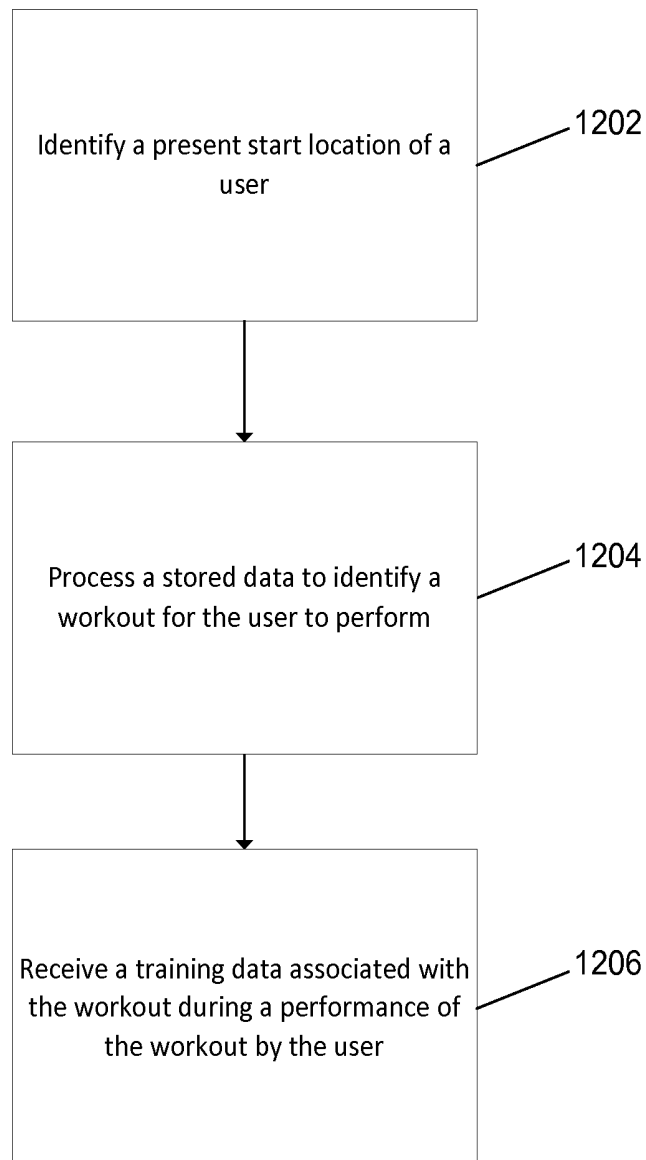 Identify a present start location of a
user
1202
Process a stored data to identify a
workout for the user to perform
1204
Receive a training data associated with
the workout during a performance of
the workout by the user
1206